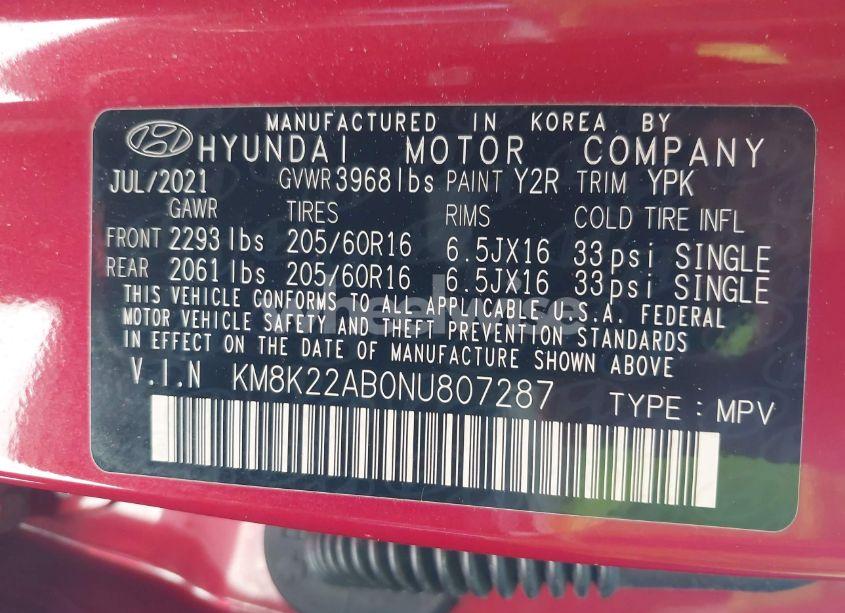 MANUFACTURED IN KOREA BY
HYUNDAI MOTOR COMPANY
JUL/2021 GVWR 3968 lbs PAINT Y2R TRIM YPK
GAWR TIRES RIMS COLD TIRE INFL
FRONT 2293 lbs 205/60R16 6.5JX16 33psi SINGLE
REAR 2061 lbs 205/60R16 6.5JX16 33psi SINGLE
THIS VEHICLE CONFORMS TO ALL APPLICABLE U.S.A. FEDERAL
MOTOR VEHICLE SAFETY AND THEFT PREVENTION STANDARDS
IN EFFECT ON THE DATE OF MANUFACTURE SHOWN ABOVE
V.I.N KM8K22AB0NU807287 TYPE : MPV